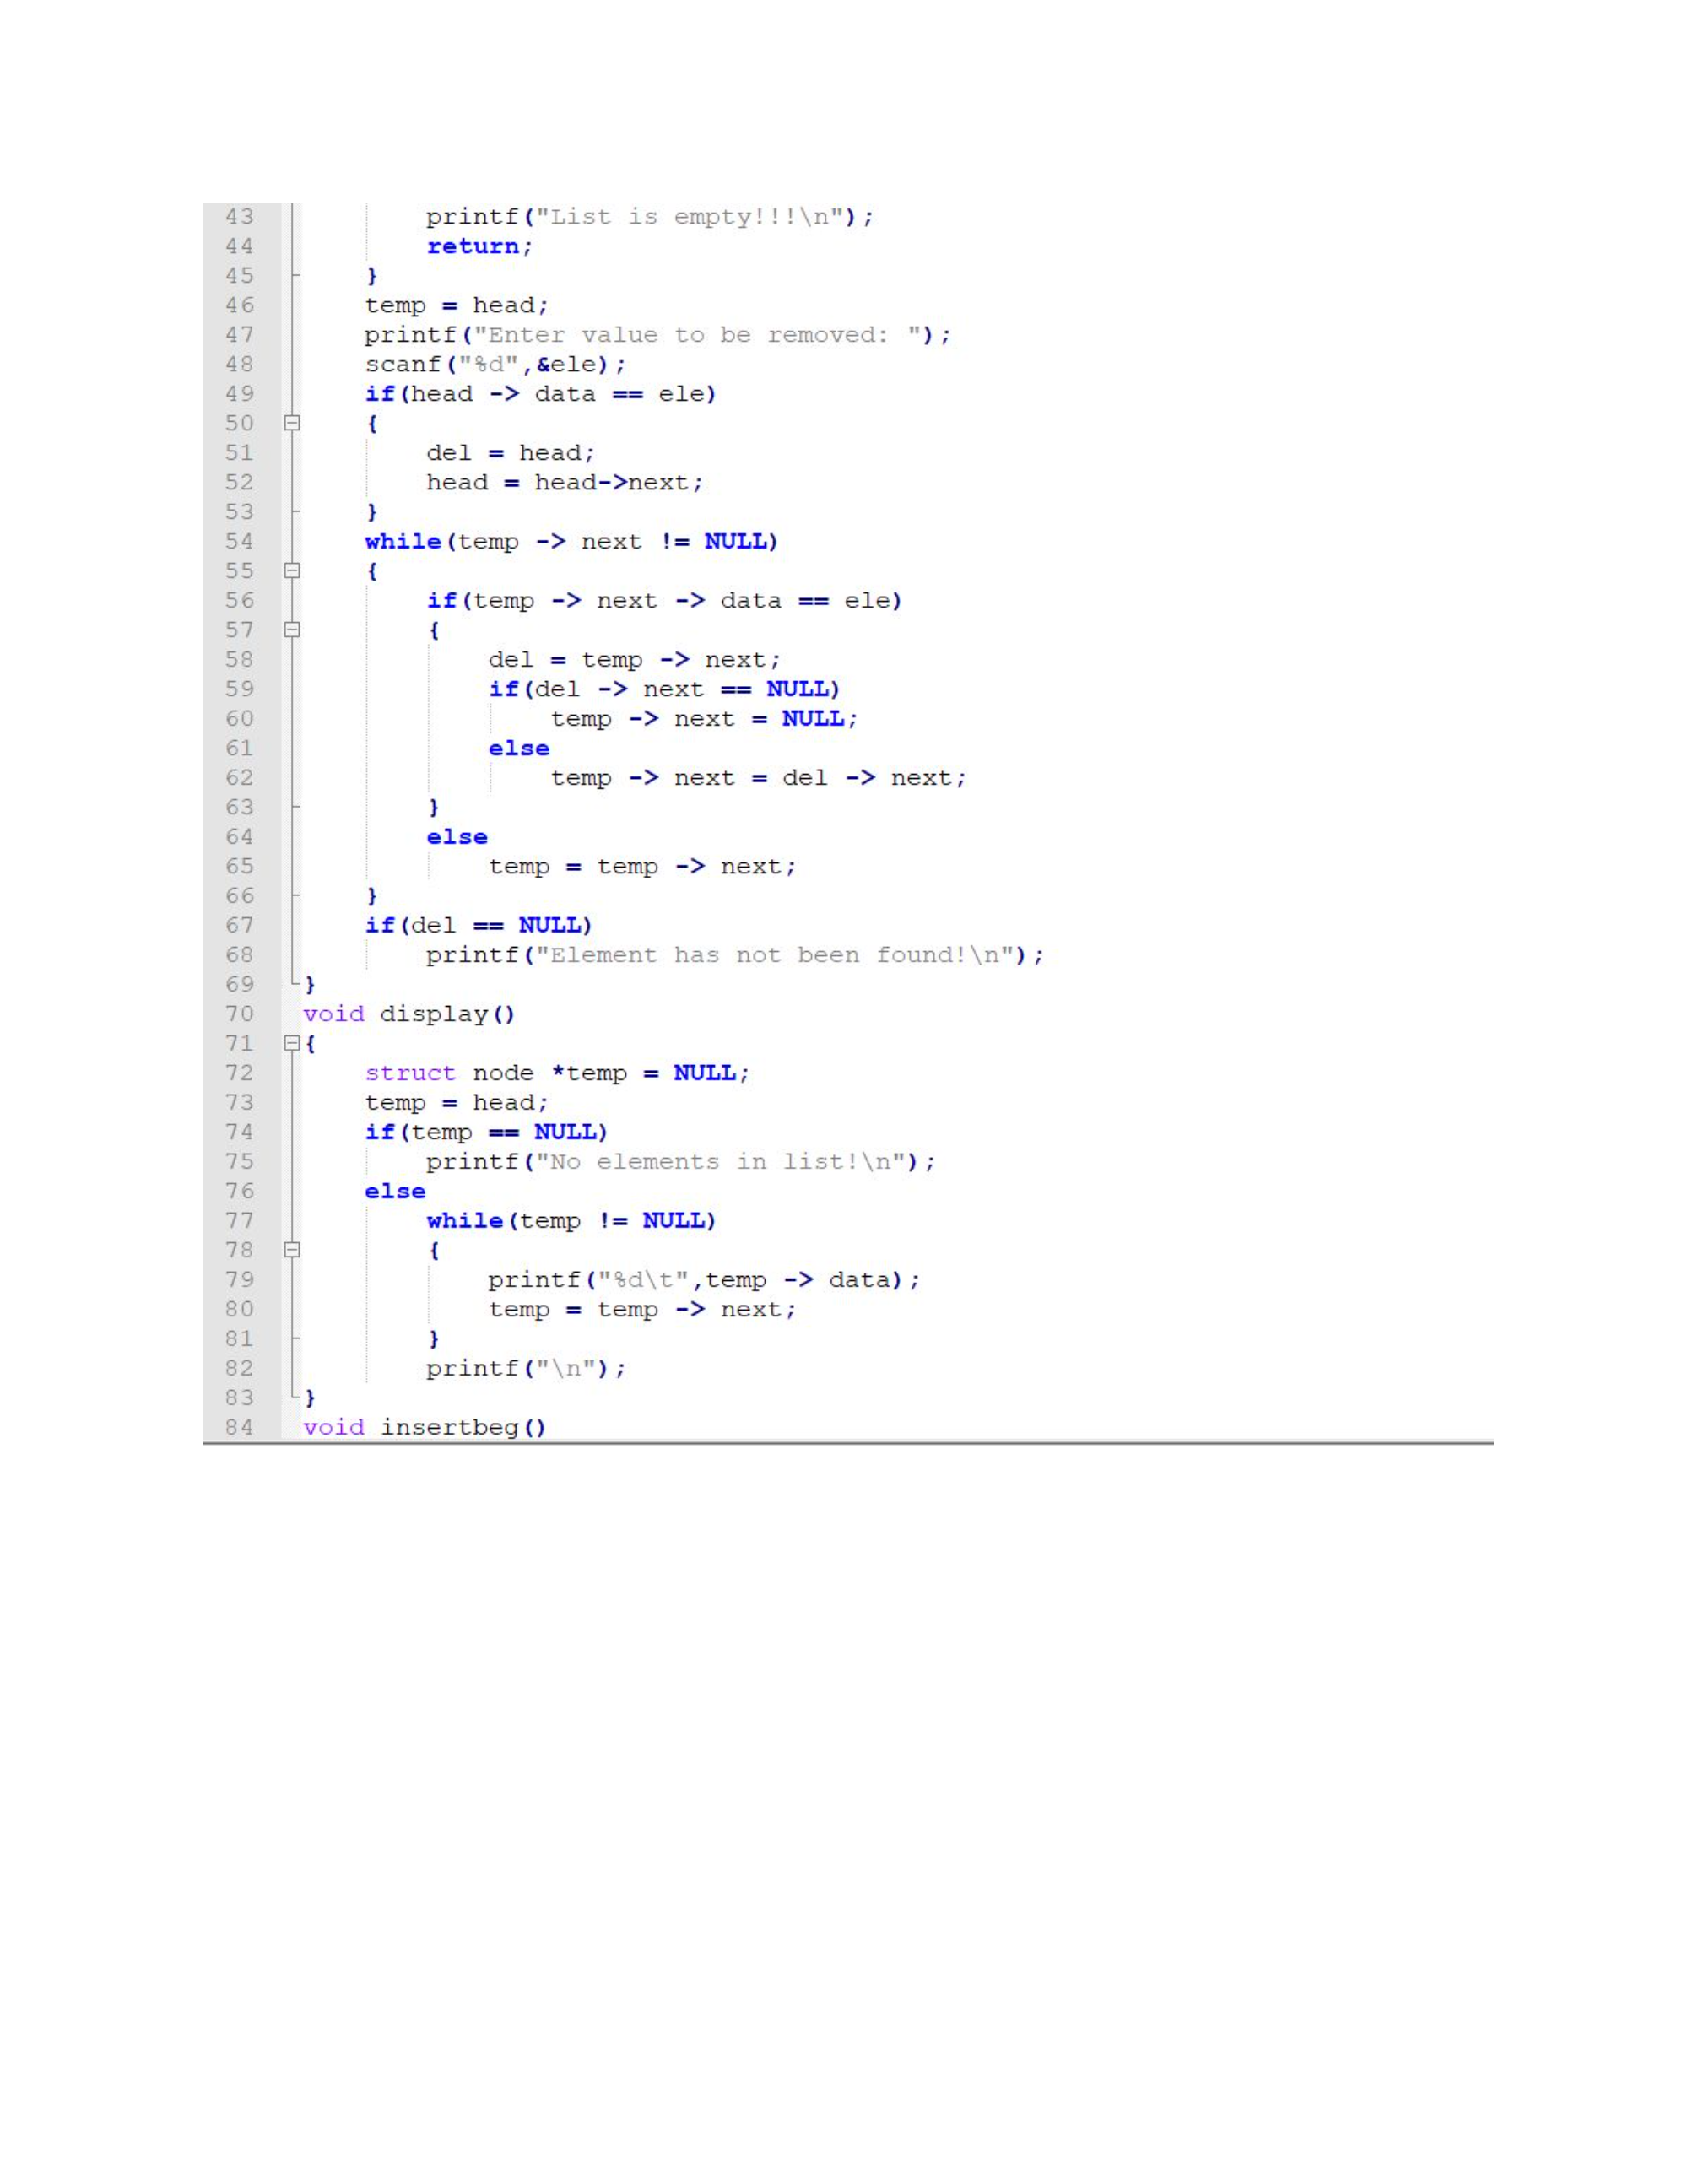 43 printf("List is empty!!!\n");
44 return;
45 }
46 temp = head;
47 printf("Enter value to be removed: ");
48 scanf("%d",&ele);
49 if(head -> data == ele)
50 {
51 del = head;
52 head = head->next;
53 }
54 while(temp -> next != NULL)
55 {
56 if(temp -> next -> data == ele)
57 {
58 del = temp -> next;
59 if(del -> next == NULL)
60 temp -> next = NULL;
61 else
62 temp -> next = del -> next;
63 }
64 else
65 temp = temp -> next;
66 }
67 if(del == NULL)
68 printf("Element has not been found!\n");
69 }
70 void display()
71 {
72 struct node *temp = NULL;
73 temp = head;
74 if(temp == NULL)
75 printf("No elements in list!\n");
76 else
77 while(temp != NULL)
78 {
79 printf("%d\t",temp -> data);
80 temp = temp -> next;
81 }
82 printf("\n");
83 }
84 void insertbeg()